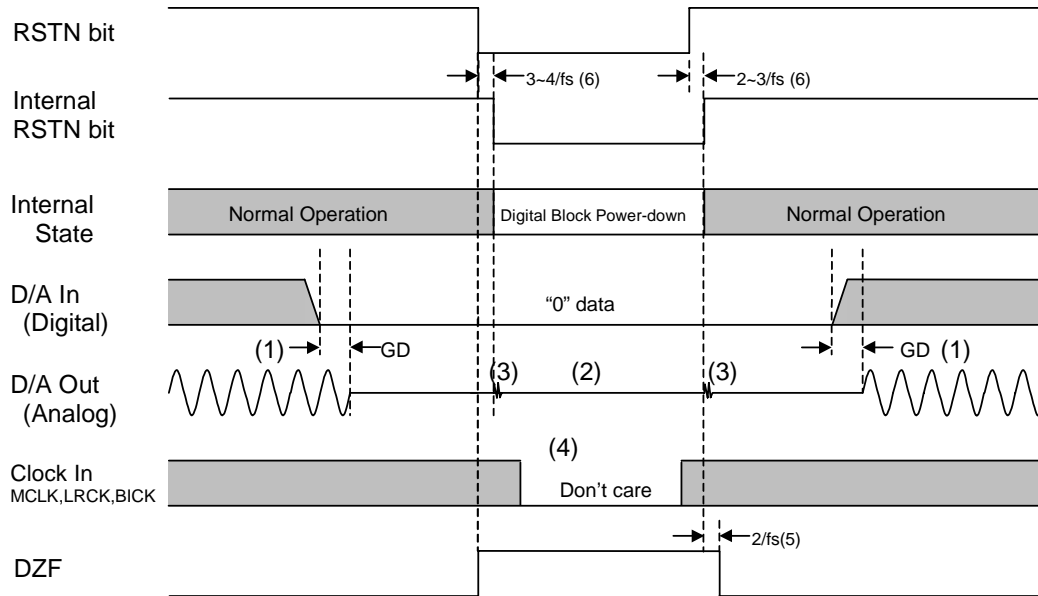 RSTN bit
3~4/fs (6)
2~3/fs (6)
Internal
RSTN bit
Internal
State
Normal Operation
Digital Block Power-down
Normal Operation
D/A In
(Digital)
“0” data
(1)
GD
GD
(1)
D/A Out
(Analog)
(3)
(2)
(3)
(4)
Clock In
MCLK,LRCK,BICK
Don’t care
2/fs(5)
DZF